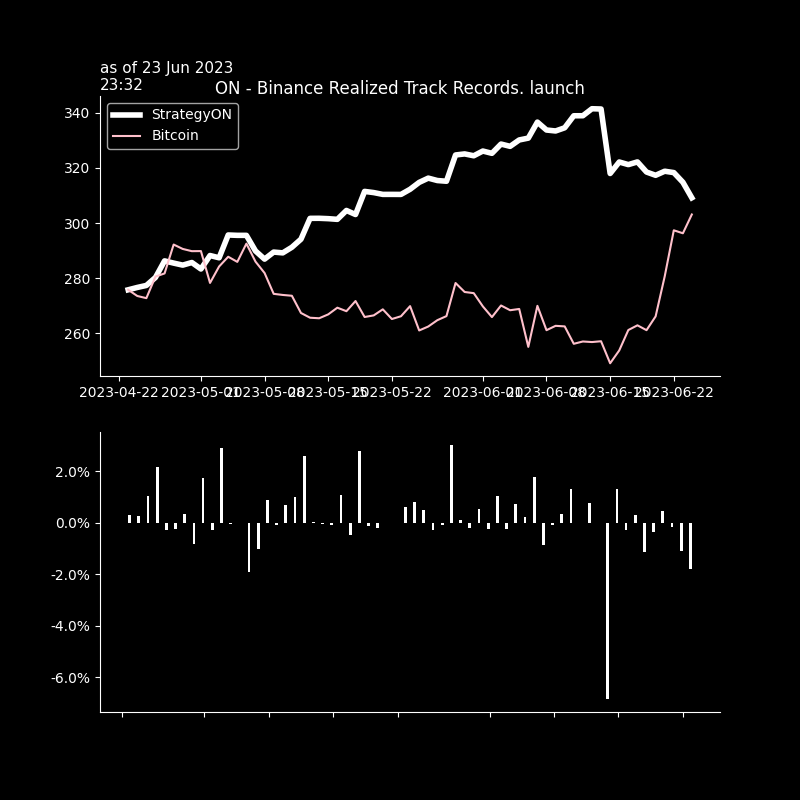 as of 23 Jun 2023
23:32
ON - Binance Realized Track Records. launch
StrategyON
Bitcoin
340
320
300
280
260
2023-04-22 2023-05-01 2023-05-08 2023-05-15 2023-05-22 2023-06-01 2023-06-08 2023-06-15 2023-06-22
2.0%
0.0%
-2.0%
-4.0%
-6.0%